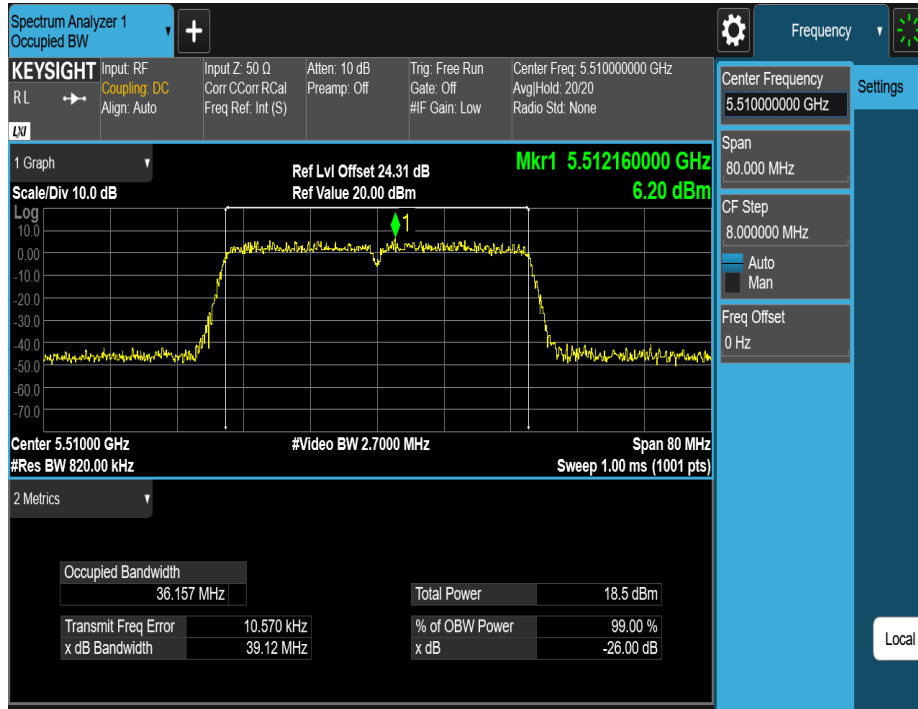 Spectrum Analyzer 1
Occupied BW
+
Frequency
KEYSIGHT
R L
LXI
Input: RF
Coupling: DC
Align: Auto
Input Z: 50 Ω
Corr CCorr RCal
Freq Ref: Int (S)
Atten: 10 dB
Preamp: Off
Trig: Free Run
Gate: Off
#IF Gain: Low
Center Freq: 5.510000000 GHz
Avg|Hold: 20/20
Radio Std: None
Center Frequency
5.510000000 GHz
Settings
Span
80.000 MHz
CF Step
8.000000 MHz
Auto
Man
Freq Offset
0 Hz
Local
1 Graph
Scale/Div 10.0 dB
Ref Lvl Offset 24.31 dB
Ref Value 20.00 dBm
Mkr1 5.512160000 GHz
6.20 dBm
Log
1
10.0
0.00
-10.0
-20.0
-30.0
-40.0
-50.0
-60.0
-70.0
Center 5.51000 GHz
#Video BW 2.7000 MHz
Span 80 MHz
#Res BW 820.00 kHz
Sweep 1.00 ms (1001 pts)
2 Metrics
Occupied Bandwidth
36.157 MHz
Total Power 18.5 dBm
Transmit Freq Error 10.570 kHz
% of OBW Power 99.00 %
x dB Bandwidth 39.12 MHz
x dB -26.00 dB